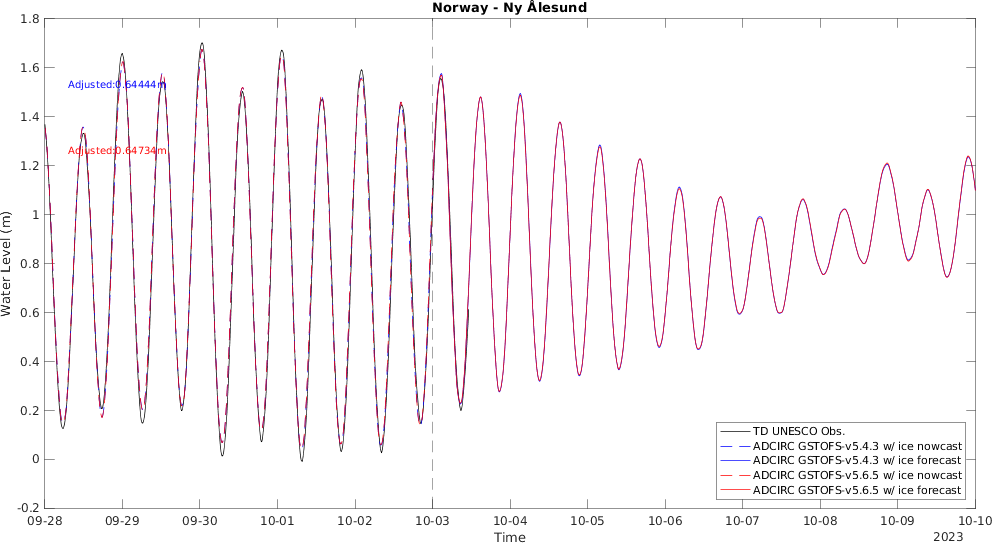 Norway - Ny Ålesund
1.8
1.6
1.4
1.2
1
0.8
0.6
0.4
0.2
0
-0.2
Water Level (m)
Adjusted:0.64444m
Adjusted:0.64734m
TD UNESCO Obs.
ADCIRC GSTOFS-v5.4.3 w/ ice nowcast
ADCIRC GSTOFS-v5.4.3 w/ ice forecast
ADCIRC GSTOFS-v5.6.5 w/ ice nowcast
ADCIRC GSTOFS-v5.6.5 w/ ice forecast
09-28 09-29 09-30 10-01 10-02 10-03 10-04 10-05 10-06 10-07 10-08 10-09 10-10
Time
2023